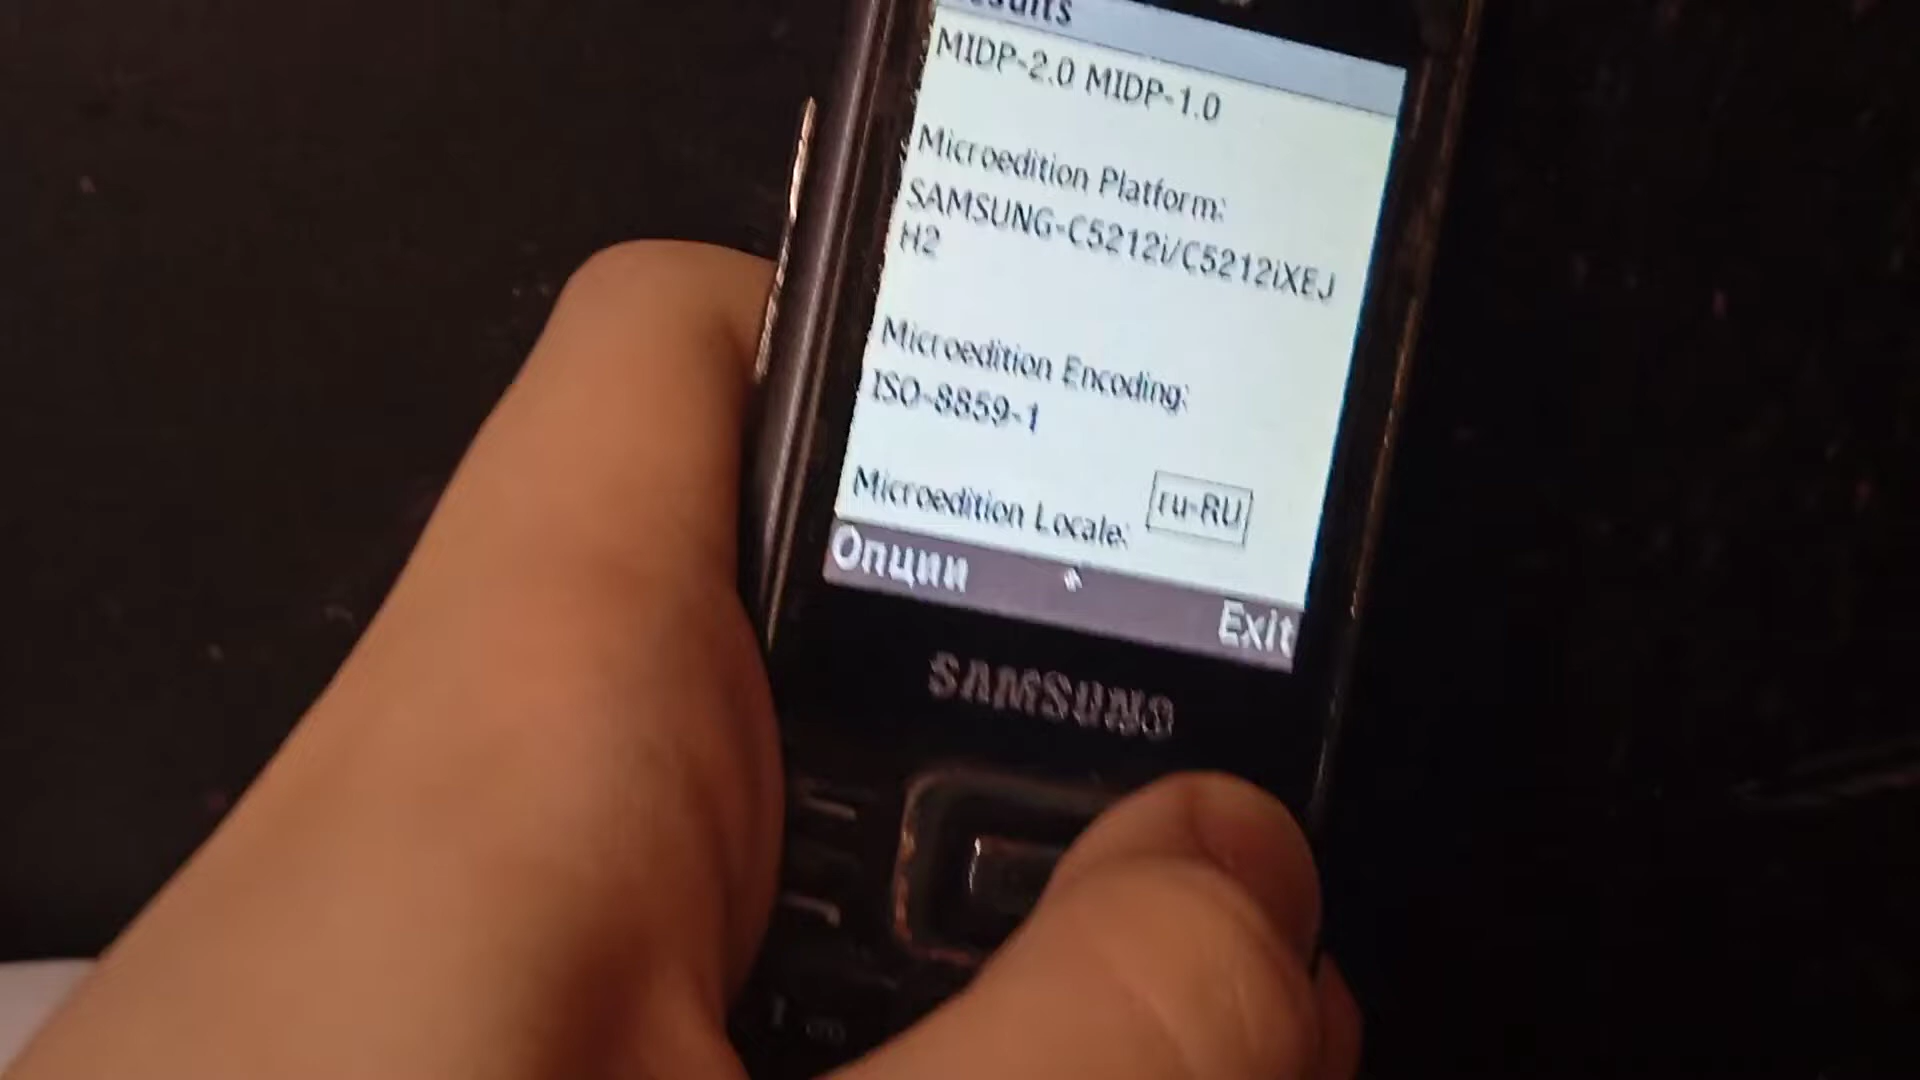 MIDP-2.0 MIDP-1.0
Microedition Platform:
SAMSUNG-C5212i/C5212iXEJ
H2
Microedition Encoding:
ISO-8859-1
Microedition Locale: ru-RU
Опции Exit
SAMSUNG